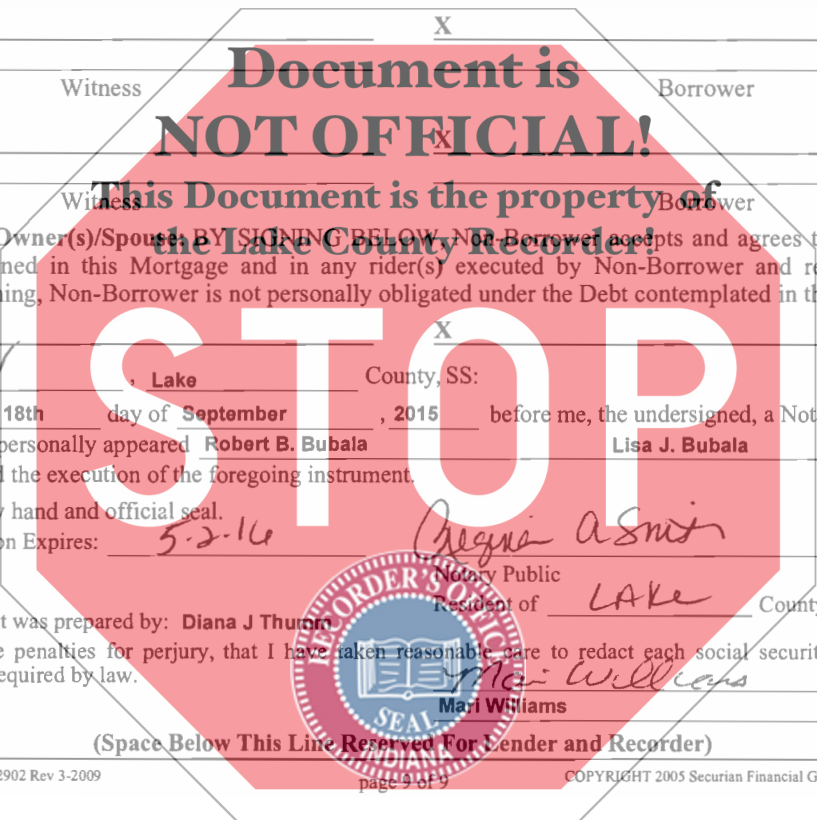 X
Document is
Witness Borrower
NOT OFFICIAL!
X
This Document is the property of
Witness Borrower
the Lake County Recorder!
Owner(s)/Spouse: BY SIGNING BELOW, Non-Borrower accepts and agrees t
ned in this Mortgage and in any rider(s) executed by Non-Borrower and re
ing, Non-Borrower is not personally obligated under the Debt contemplated in th
X
STOP
, Lake County, SS:
18th day of September , 2015 before me, the undersigned, a Not
personally appeared Robert B. Bubala Lisa J. Bubala
d the execution of the foregoing instrument.
y hand and official seal.
on Expires: 5-2-16
A Smith
Notary Public
Resident of LAKE County
t was prepared by: Diana J Thumm
e penalties for perjury, that I have taken reasonable care to redact each social securit
equired by law.
Mari Williams
Mari Williams
RECORDER'S OFFICE
SEAL
INDIANA
(Space Below This Line Reserved For Lender and Recorder)
2902 Rev 3-2009 page 9 of 9 COPYRIGHT 2005 Securian Financial G